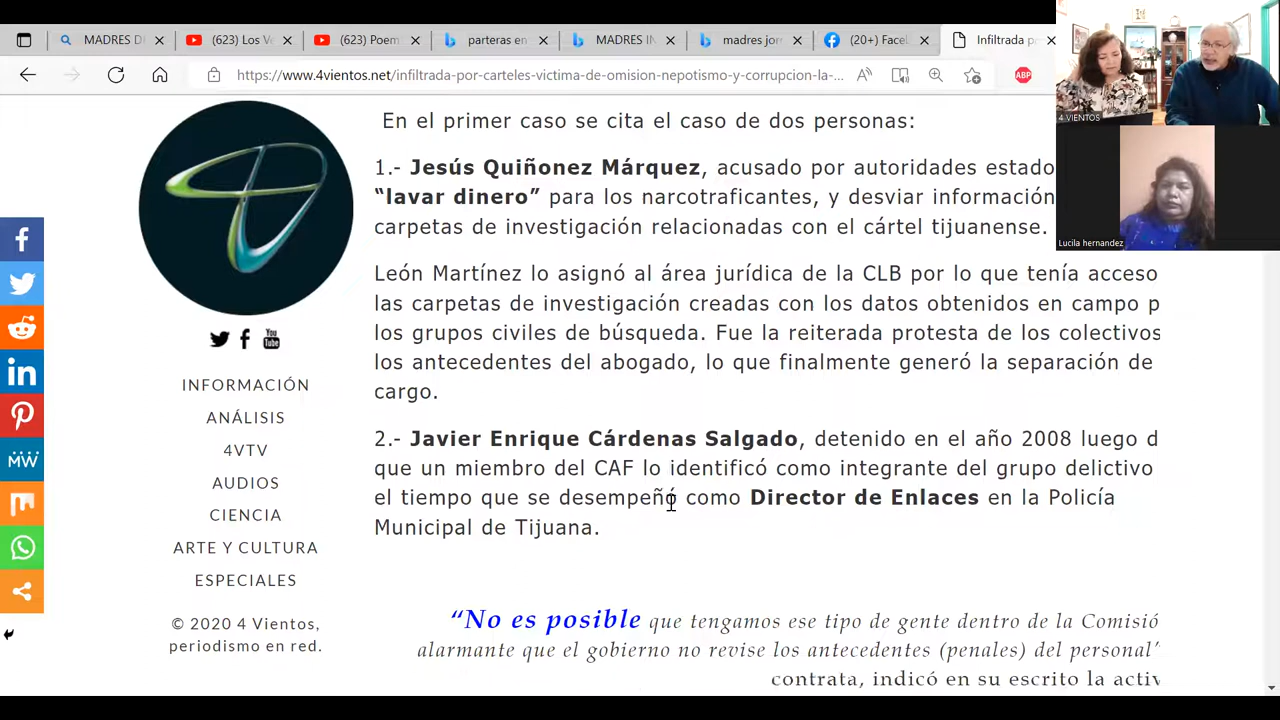 MADRES D
(623) Los Ve
(623) Poem
panteras en
MADRES IN
madres jorn
(20+) Faceb
Infiltrada po
https://www.4vientos.net/infiltrada-por-carteles-victima-de-omision-nepotismo-y-corrupcion-la-...
ABP
4 VIENTOS
Lucila hernandez
En el primer caso se cita el caso de dos personas:
1.- Jesús Quiñonez Márquez, acusado por autoridades estado
“lavar dinero” para los narcotraficantes, y desviar información
carpetas de investigación relacionadas con el cártel tijuanense.
León Martínez lo asignó al área jurídica de la CLB por lo que tenía acceso
las carpetas de investigación creadas con los datos obtenidos en campo p
los grupos civiles de búsqueda. Fue la reiterada protesta de los colectivos
los antecedentes del abogado, lo que finalmente generó la separación de
cargo.
2.- Javier Enrique Cárdenas Salgado, detenido en el año 2008 luego d
que un miembro del CAF lo identificó como integrante del grupo delictivo
el tiempo que se desempeñó como Director de Enlaces en la Policía
Municipal de Tijuana.
“No es posible que tengamos ese tipo de gente dentro de la Comisió
alarmante que el gobierno no revise los antecedentes (penales) del personal”
contrata, indicó en su escrito la activ
You
Tube
INFORMACIÓN
ANÁLISIS
4VTV
AUDIOS
CIENCIA
ARTE Y CULTURA
ESPECIALES
© 2020 4 Vientos,
periodismo en red.
f
in
MW